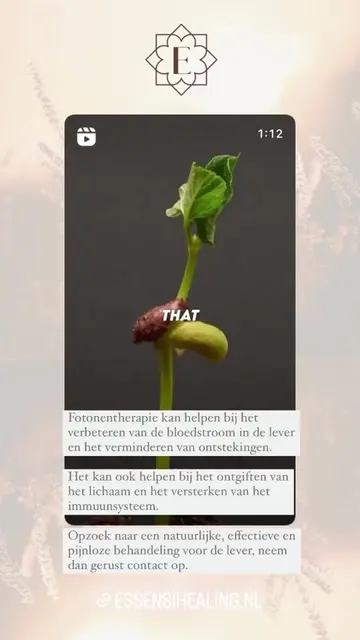 E
1:12
THAT
Fotonentherapie kan helpen bij het
verbeteren van de bloedstroom in de lever
en het verminderen van ontstekingen.
Het kan ook helpen bij het ontgiften van
het lichaam en het versterken van het
immuunsysteem.
Opzoek naar een natuurlijke, effectieve en
pijnloze behandeling voor de lever, neem
dan gerust contact op.
@ESSENSIHEALING.NL